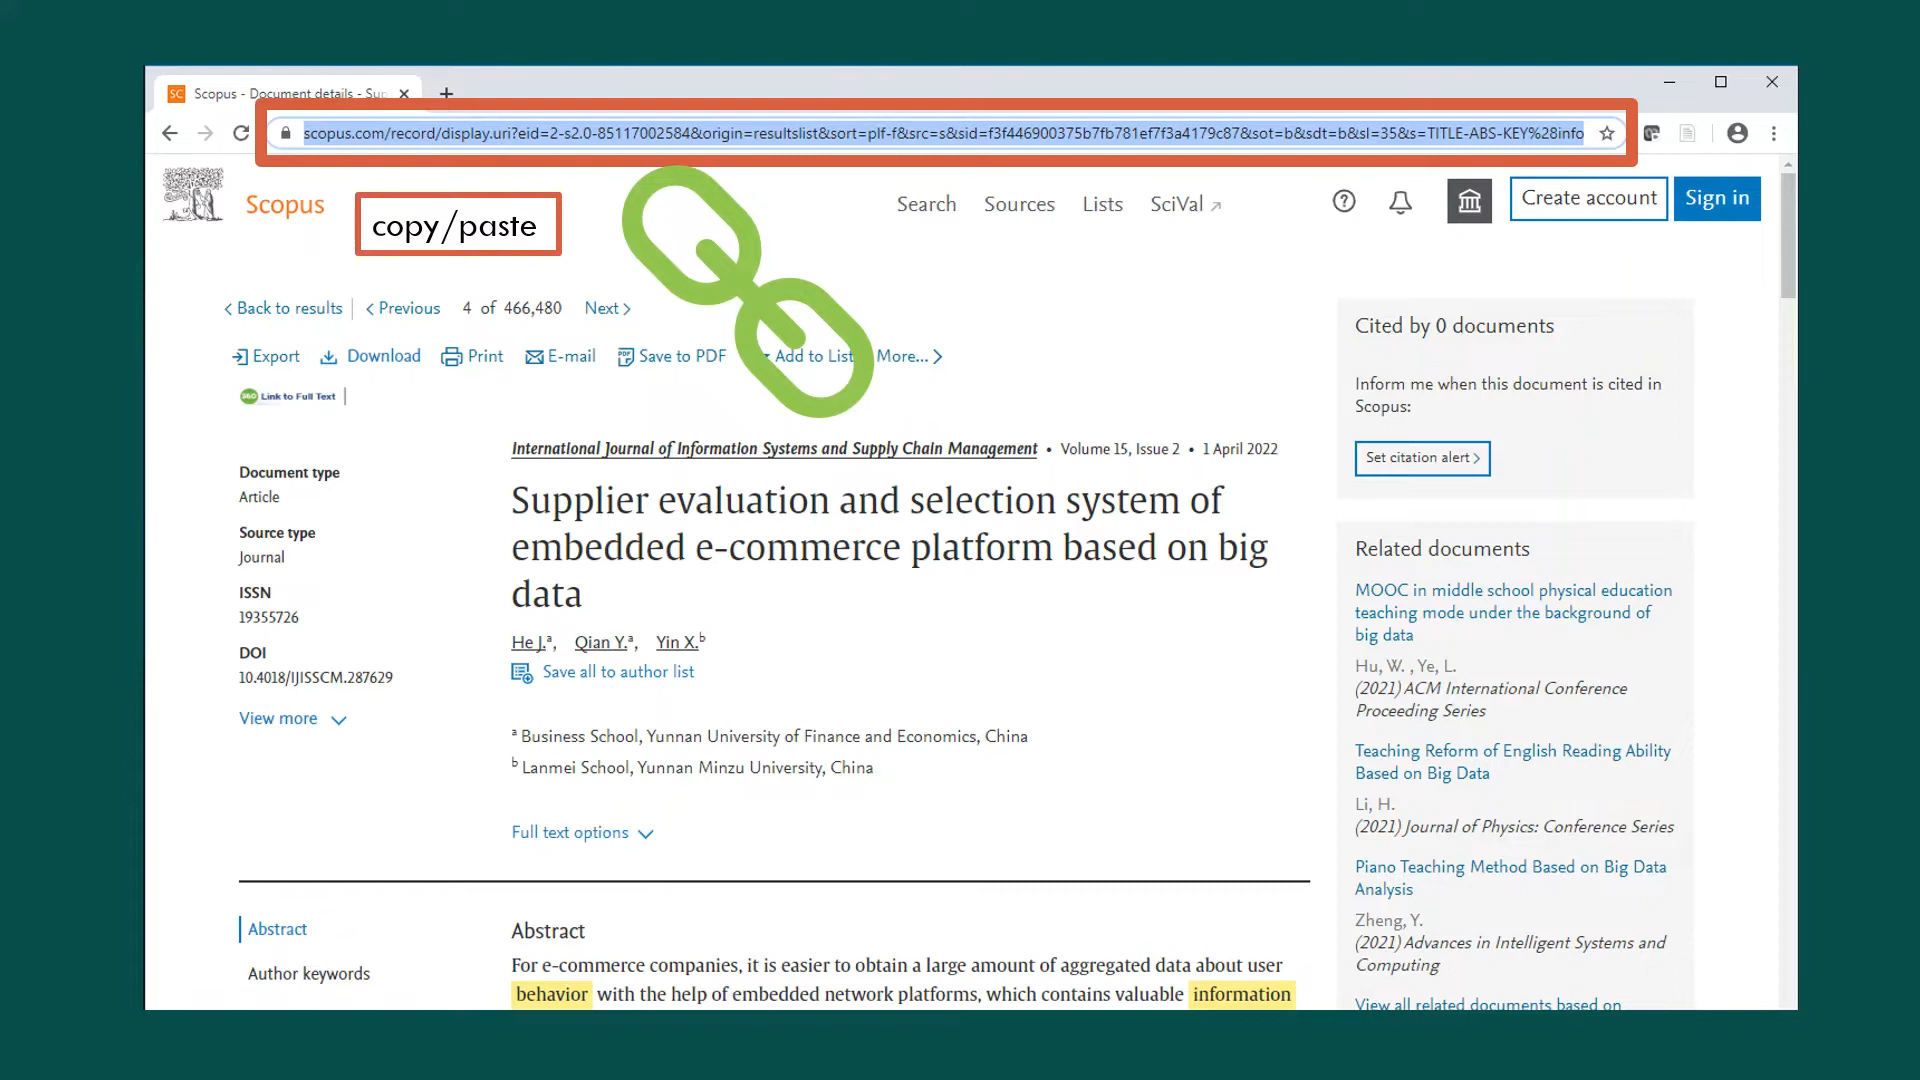 Scopus - Document details - Sup
scopus.com/record/display.uri?eid=2-s2.0-85117002584&origin=resultslist&sort=plf-f&src=s&sid=f3f446900375b7fb781ef7f3a4179c87&sot=b&sdt=b&sl=35&s=TITLE-ABS-KEY%28info
Scopus
copy/paste
Search Sources Lists SciVal
Create account
Sign in
Back to results
Previous 4 of 466,480 Next
Export Download Print E-mail Save to PDF Add to List More...
Link to Full Text
International Journal of Information Systems and Supply Chain Management • Volume 15, Issue 2 • 1 April 2022
Supplier evaluation and selection system of
embedded e-commerce platform based on big
data
He J.a, Qian Y.a, Yin X.b
Save all to author list
a Business School, Yunnan University of Finance and Economics, China
b Lanmei School, Yunnan Minzu University, China
Full text options
Document type
Article
Source type
Journal
ISSN
19355726
DOI
10.4018/IJISSCM.287629
View more
Abstract
Author keywords
Abstract
For e-commerce companies, it is easier to obtain a large amount of aggregated data about user
behavior with the help of embedded network platforms, which contains valuable information
Cited by 0 documents
Inform me when this document is cited in
Scopus:
Set citation alert
Related documents
MOOC in middle school physical education
teaching mode under the background of
big data
Hu, W. , Ye, L.
(2021) ACM International Conference
Proceeding Series
Teaching Reform of English Reading Ability
Based on Big Data
Li, H.
(2021) Journal of Physics: Conference Series
Piano Teaching Method Based on Big Data
Analysis
Zheng, Y.
(2021) Advances in Intelligent Systems and
Computing
View all related documents based on